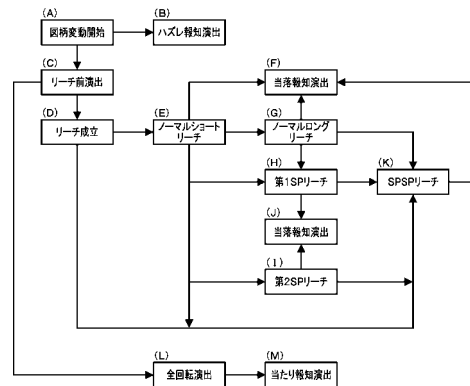 (A)
図柄変動開始
(B)
ハズレ報知演出
(C)
リーチ前演出
(D)
リーチ成立
(E)
ノーマルショート
リーチ
(F)
当落報知演出
(G)
ノーマルロング
リーチ
(H)
第1SPリーチ
(K)
SPSPリーチ
(J)
当落報知演出
(I)
第2SPリーチ
(L)
全回転演出
(M)
当たり報知演出